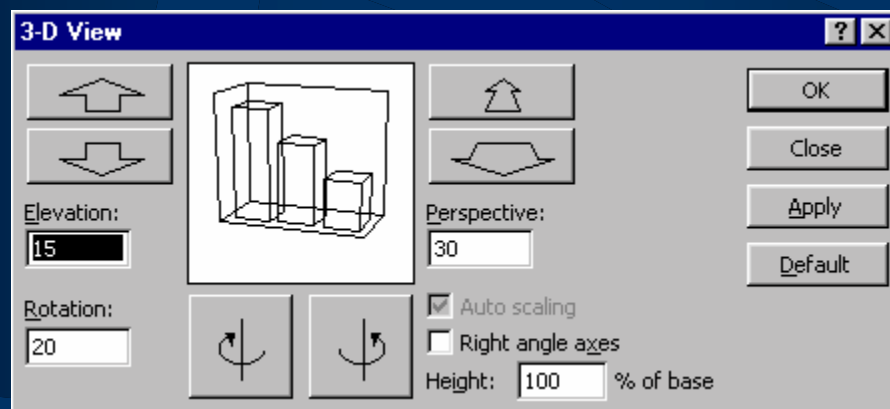 3-D View
OK
Close
Elevation:
Perspective:
Apply
15
30
Default
Rotation:
Auto scaling
20
Right angle axes
Height: 100 % of base